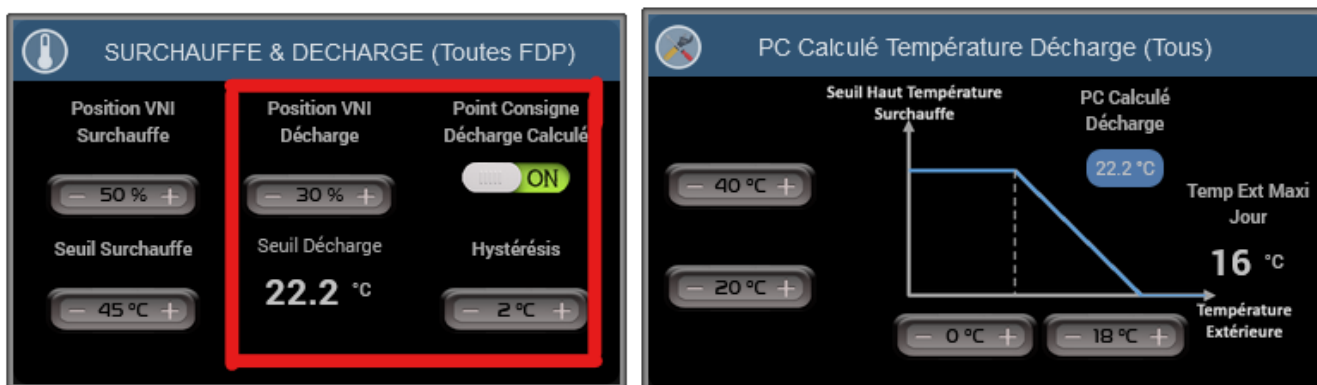 SURCHAUFFE & DECHARGE (Toutes FDP)
Position VNI
Surchauffe
Position VNI
Décharge
Point Consigne
Décharge Calculé
50 %
30 %
ON
Seuil Surchauffe
Seuil Décharge
Hystérésis
45 °C
22.2 °C
2 °C
PC Calculé Température Décharge (Tous)
Seuil Haut Température
Surchauffe
PC Calculé
Décharge
22.2 °C
40 °C
Temp Ext Maxi
Jour
16 °C
20 °C
Température
Extérieure
0 °C
18 °C